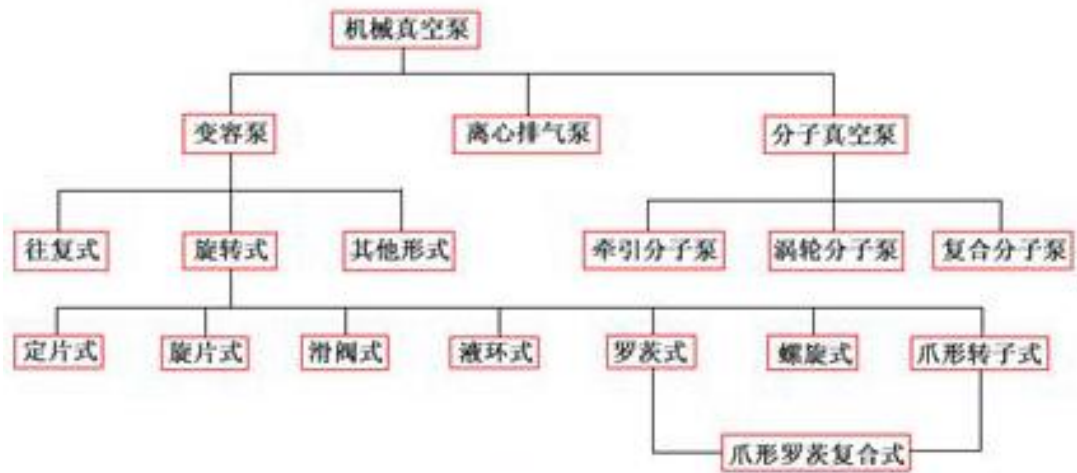 机械真空泵
变容泵 离心排气泵 分子真空泵
往复式 旋转式 其他形式 牵引分子泵 涡轮分子泵 复合分子泵
定片式 旋片式 滑阀式 液环式 罗茨式 螺旋式 爪形转子式
爪形罗茨复合式